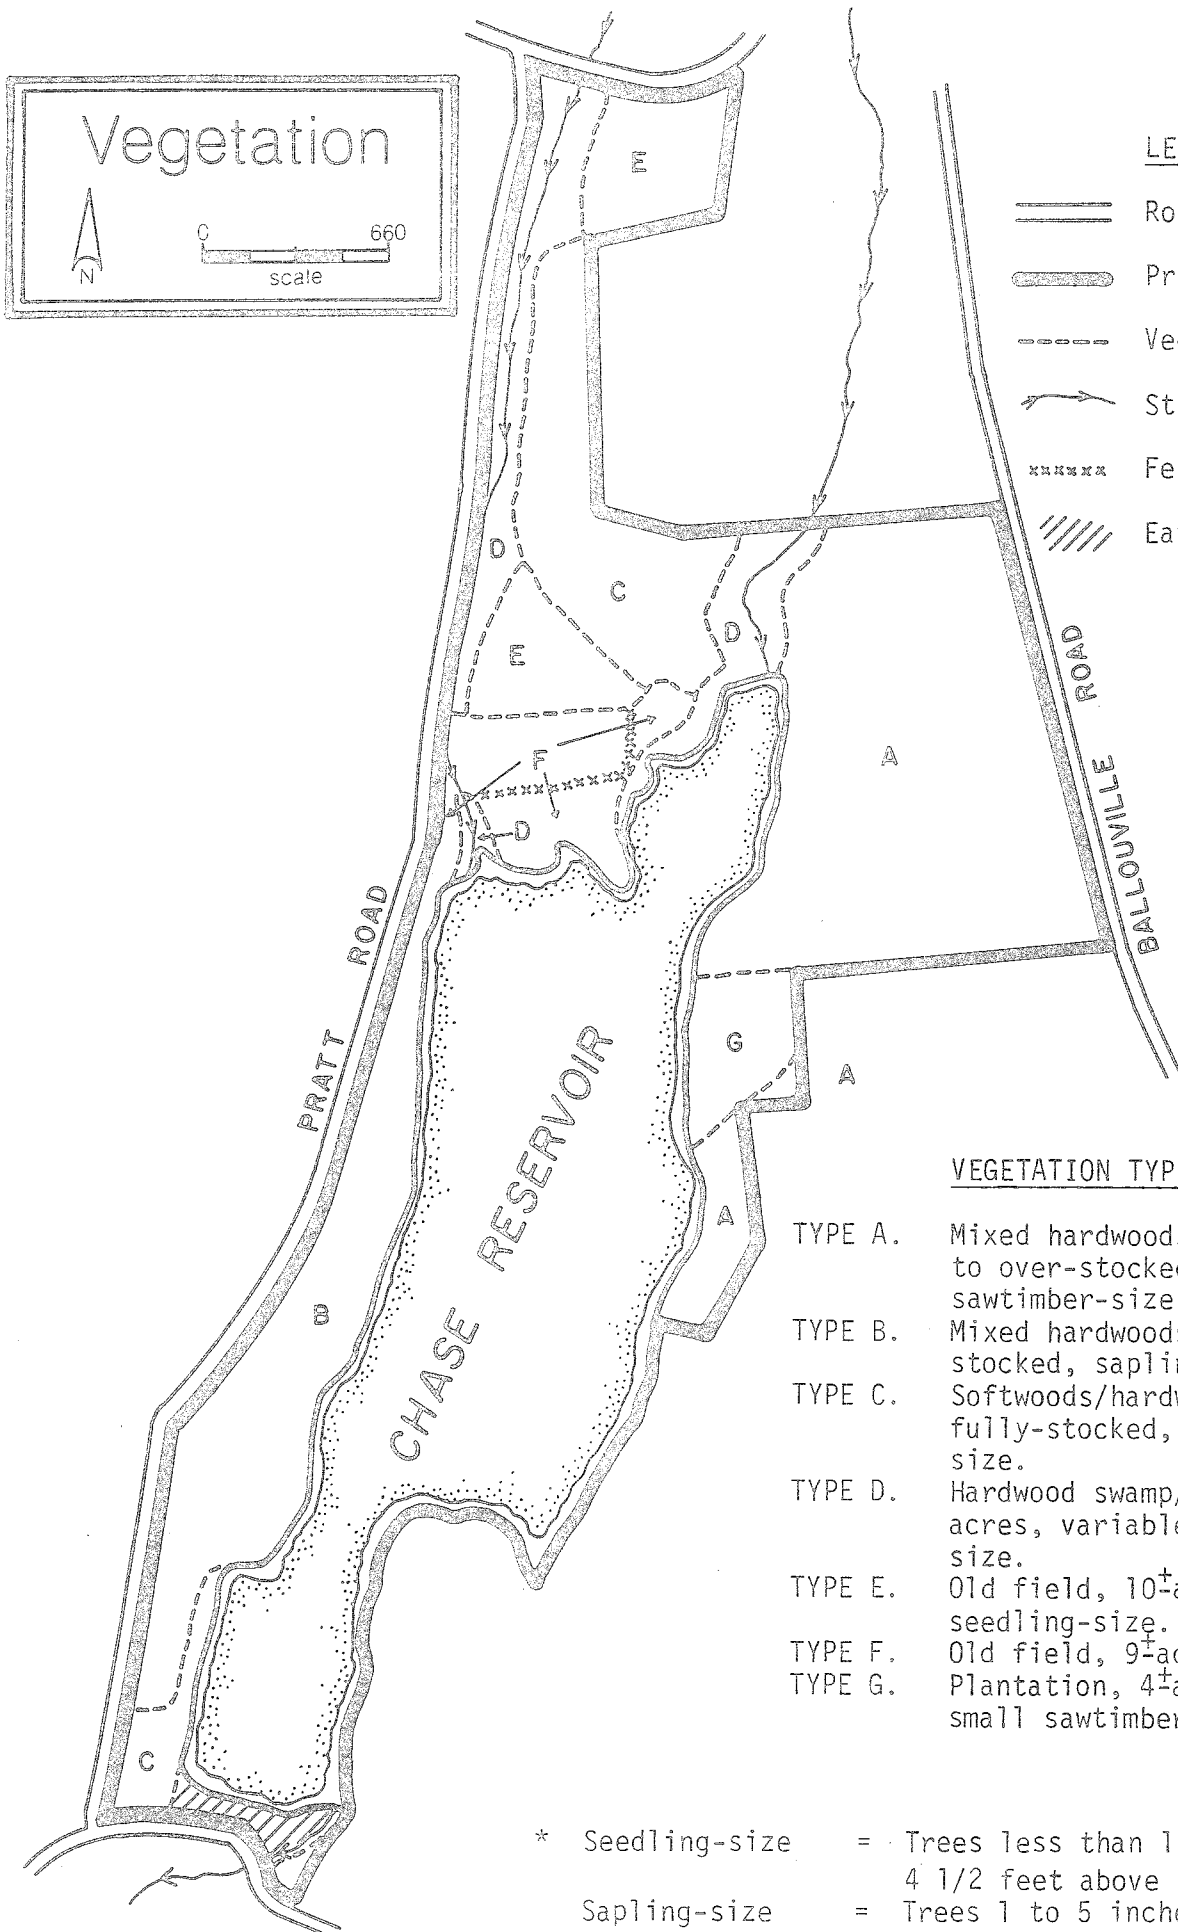 Vegetation
0 660
N
scale
LE
Ro
Pr
Ve
St
Fe
Ea
E
D
C
D
E
F
D
A
G
A
A
B
C
PRATT ROAD
BALLOUVILLE ROAD
CHASE RESERVOIR
VEGETATION TYP
TYPE A. Mixed hardwood
to over-stocked
sawtimber-size
TYPE B. Mixed hardwoods
stocked, saplin
TYPE C. Softwoods/hardw
fully-stocked,
size.
TYPE D. Hardwood swamp/
acres, variable
size.
TYPE E. Old field, 10±a
seedling-size.
TYPE F. Old field, 9±ac
TYPE G. Plantation, 4±a
small sawtimber
* Seedling-size = Trees less than 1
4 1/2 feet above
Sapling-size = Trees 1 to 5 inche